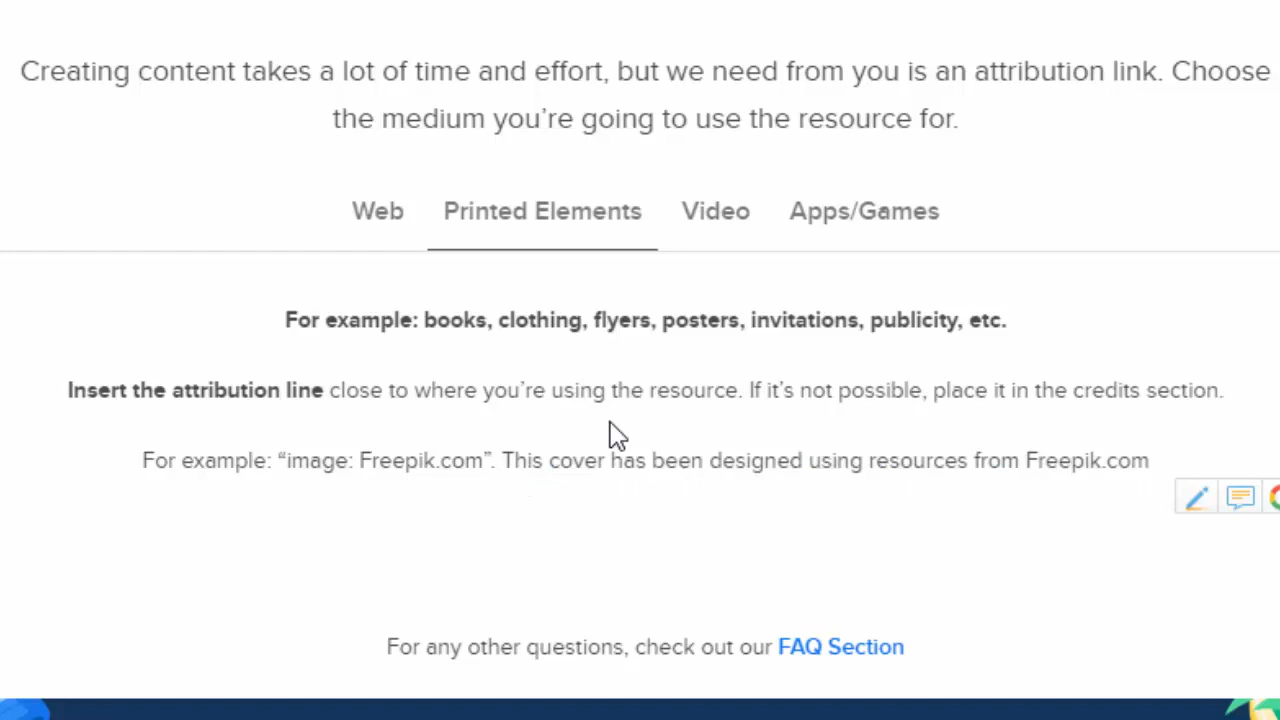 Creating content takes a lot of time and effort, but we need from you is an attribution link. Choose
the medium you’re going to use the resource for.
Web Printed Elements Video Apps/Games
For example: books, clothing, flyers, posters, invitations, publicity, etc.
Insert the attribution line close to where you’re using the resource. If it’s not possible, place it in the credits section.
For example: “image: Freepik.com”. This cover has been designed using resources from Freepik.com
For any other questions, check out our FAQ Section